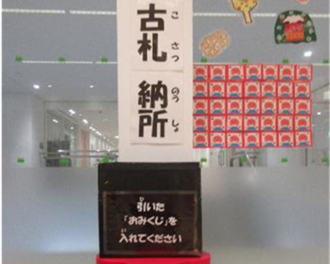 古札
こさつ
納所
のうしょ
引いた
「おみくじ」を
入れてください